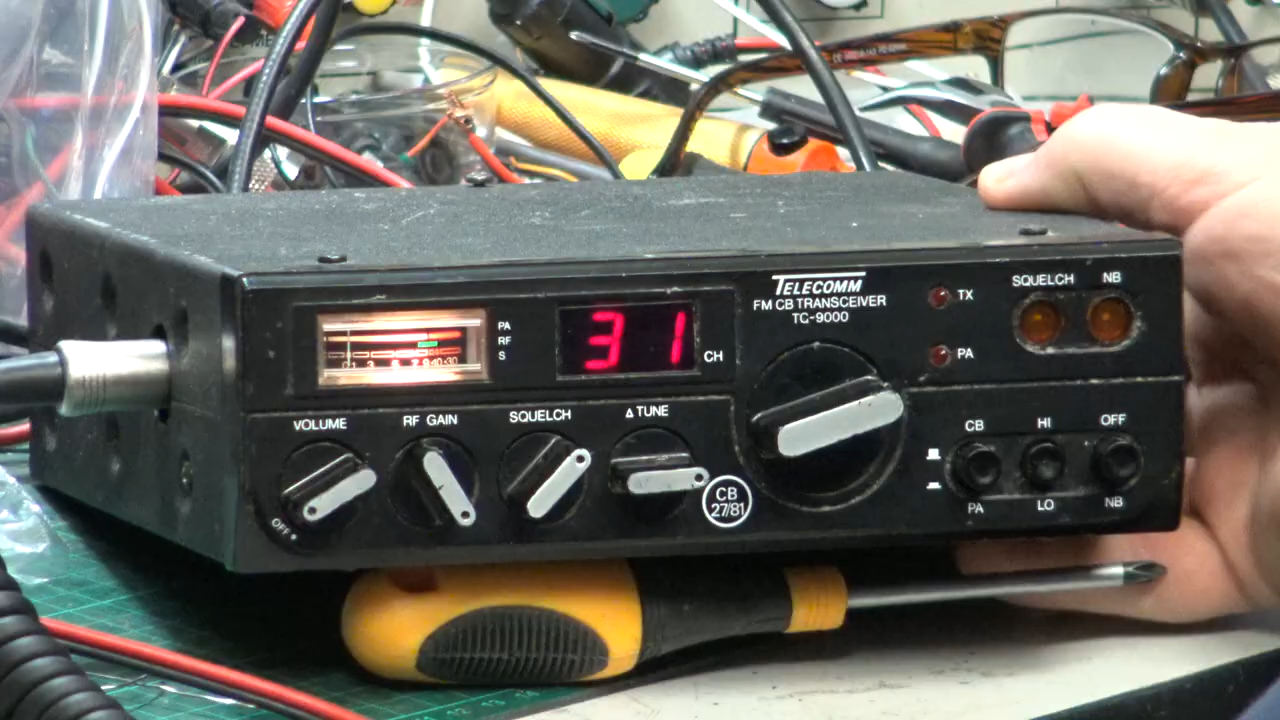 TELECOMM
FM CB TRANSCEIVER
TC-9000
TX
PA
SQUELCH NB
PA
RF
S
31
CH
VOLUME RF GAIN SQUELCH Δ TUNE
OFF
CB
27/81
CB HI OFF
PA LO NB